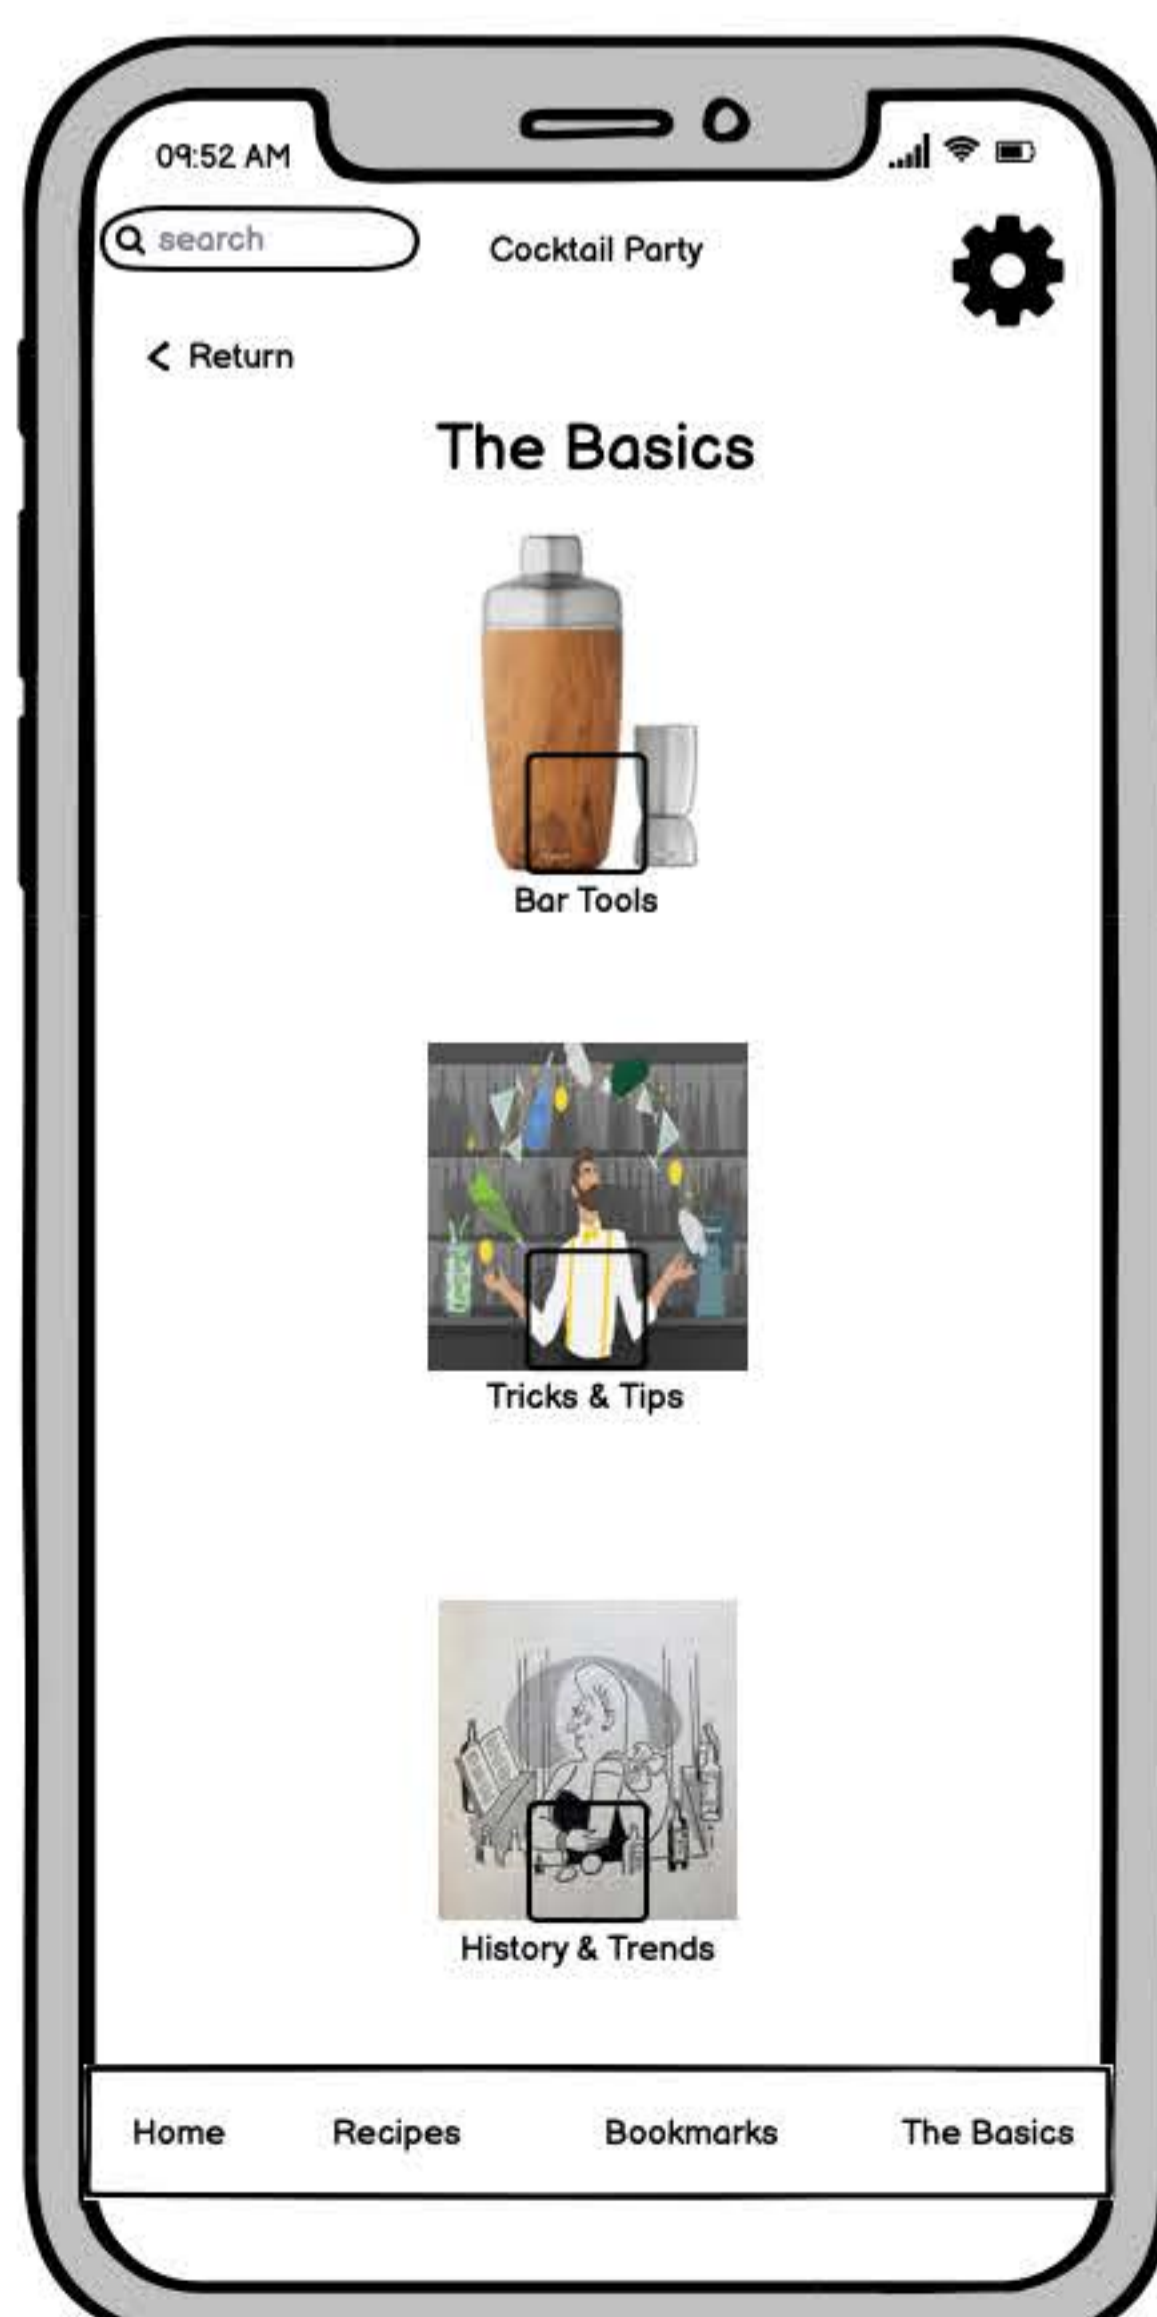 09:52 AM
search
Cocktail Party
< Return
The Basics
Bar Tools
Tricks & Tips
History & Trends
Home Recipes Bookmarks The Basics